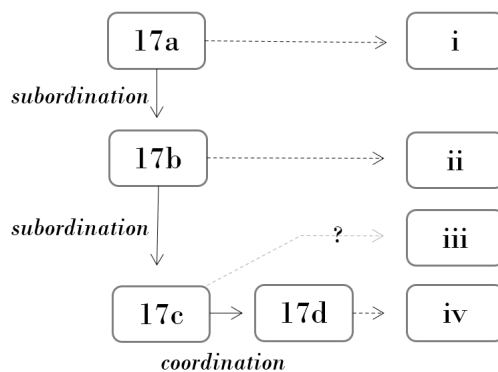 17a i
subordination
17b ii
subordination
? iii
17c 17d iv
coordination